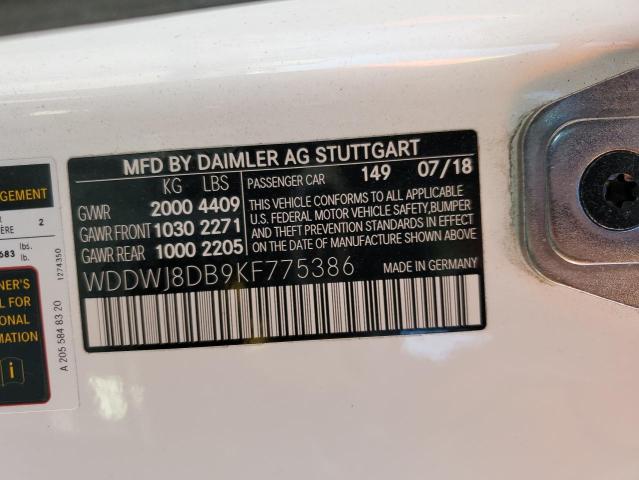 MFD BY DAIMLER AG STUTTGART
KG LBS
GVWR 2000 4409
GAWR FRONT 1030 2271
GAWR REAR 1000 2205
PASSENGER CAR 149 07/18
THIS VEHICLE CONFORMS TO ALL APPLICABLE
U.S. FEDERAL MOTOR VEHICLE SAFETY, BUMPER
AND THEFT PREVENTION STANDARDS IN
EFFECT ON THE DATE OF MANUFACTURE
SHOWN ABOVE
WDDWJ8DB9KF775386
MADE IN GERMANY
AGEMENT
2
683 lbs.
lb.
NER'S
L FOR
ONAL
MATION
i
1274350
A 205 584 83 20